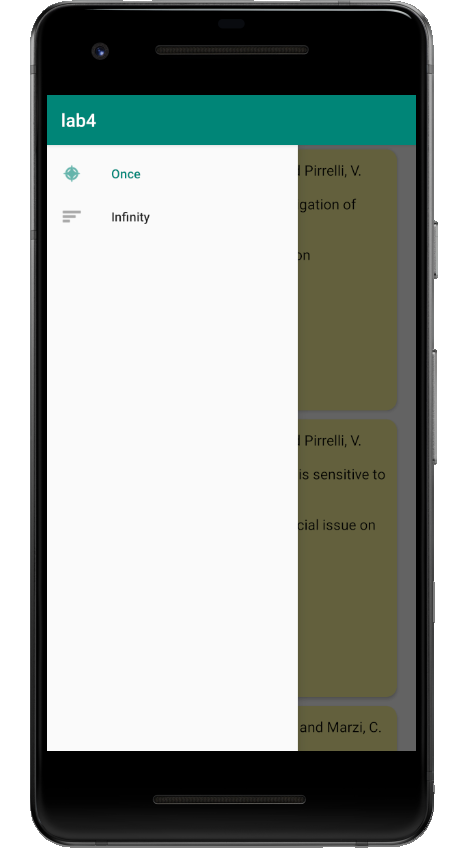 lab4
Once
Infinity
Pirrelli, V.
gation of
on
Pirrelli, V.
is sensitive to
cial issue on
and Marzi, C.